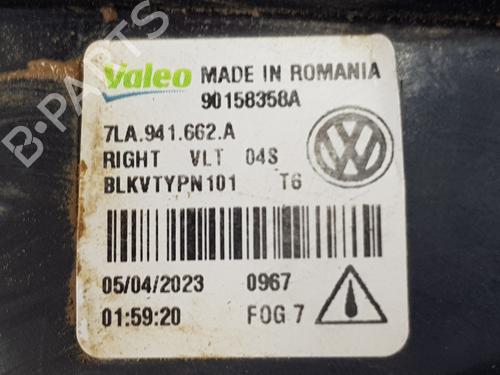 Valeo MADE IN ROMANIA
90158358A
7LA.941.662.A
RIGHT VLT 04S
BLKVTYPN101 T6
05/04/2023 0967
01:59:20 FOG 7
B-PARTS